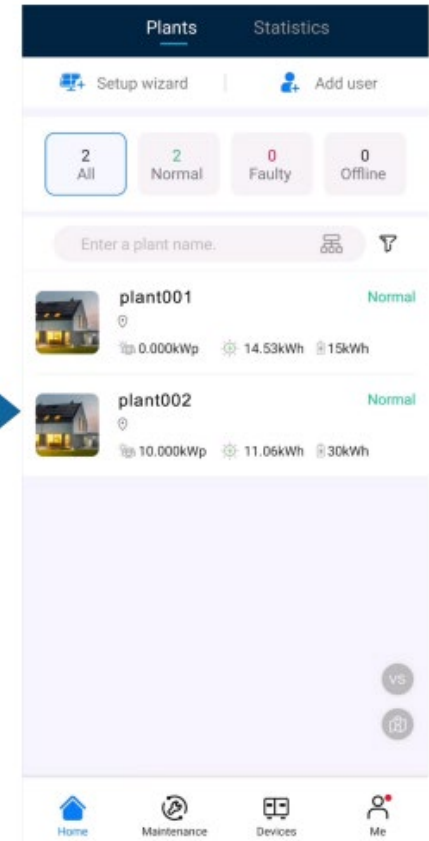 Plants Statistics
Setup wizard Add user
2 2 0 0
All Normal Faulty Offline
Enter a plant name.
plant001 Normal
0.000kWp 14.53kWh 15kWh
plant002 Normal
10.000kWp 11.06kWh 30kWh
VS
Home Maintenance Devices Me